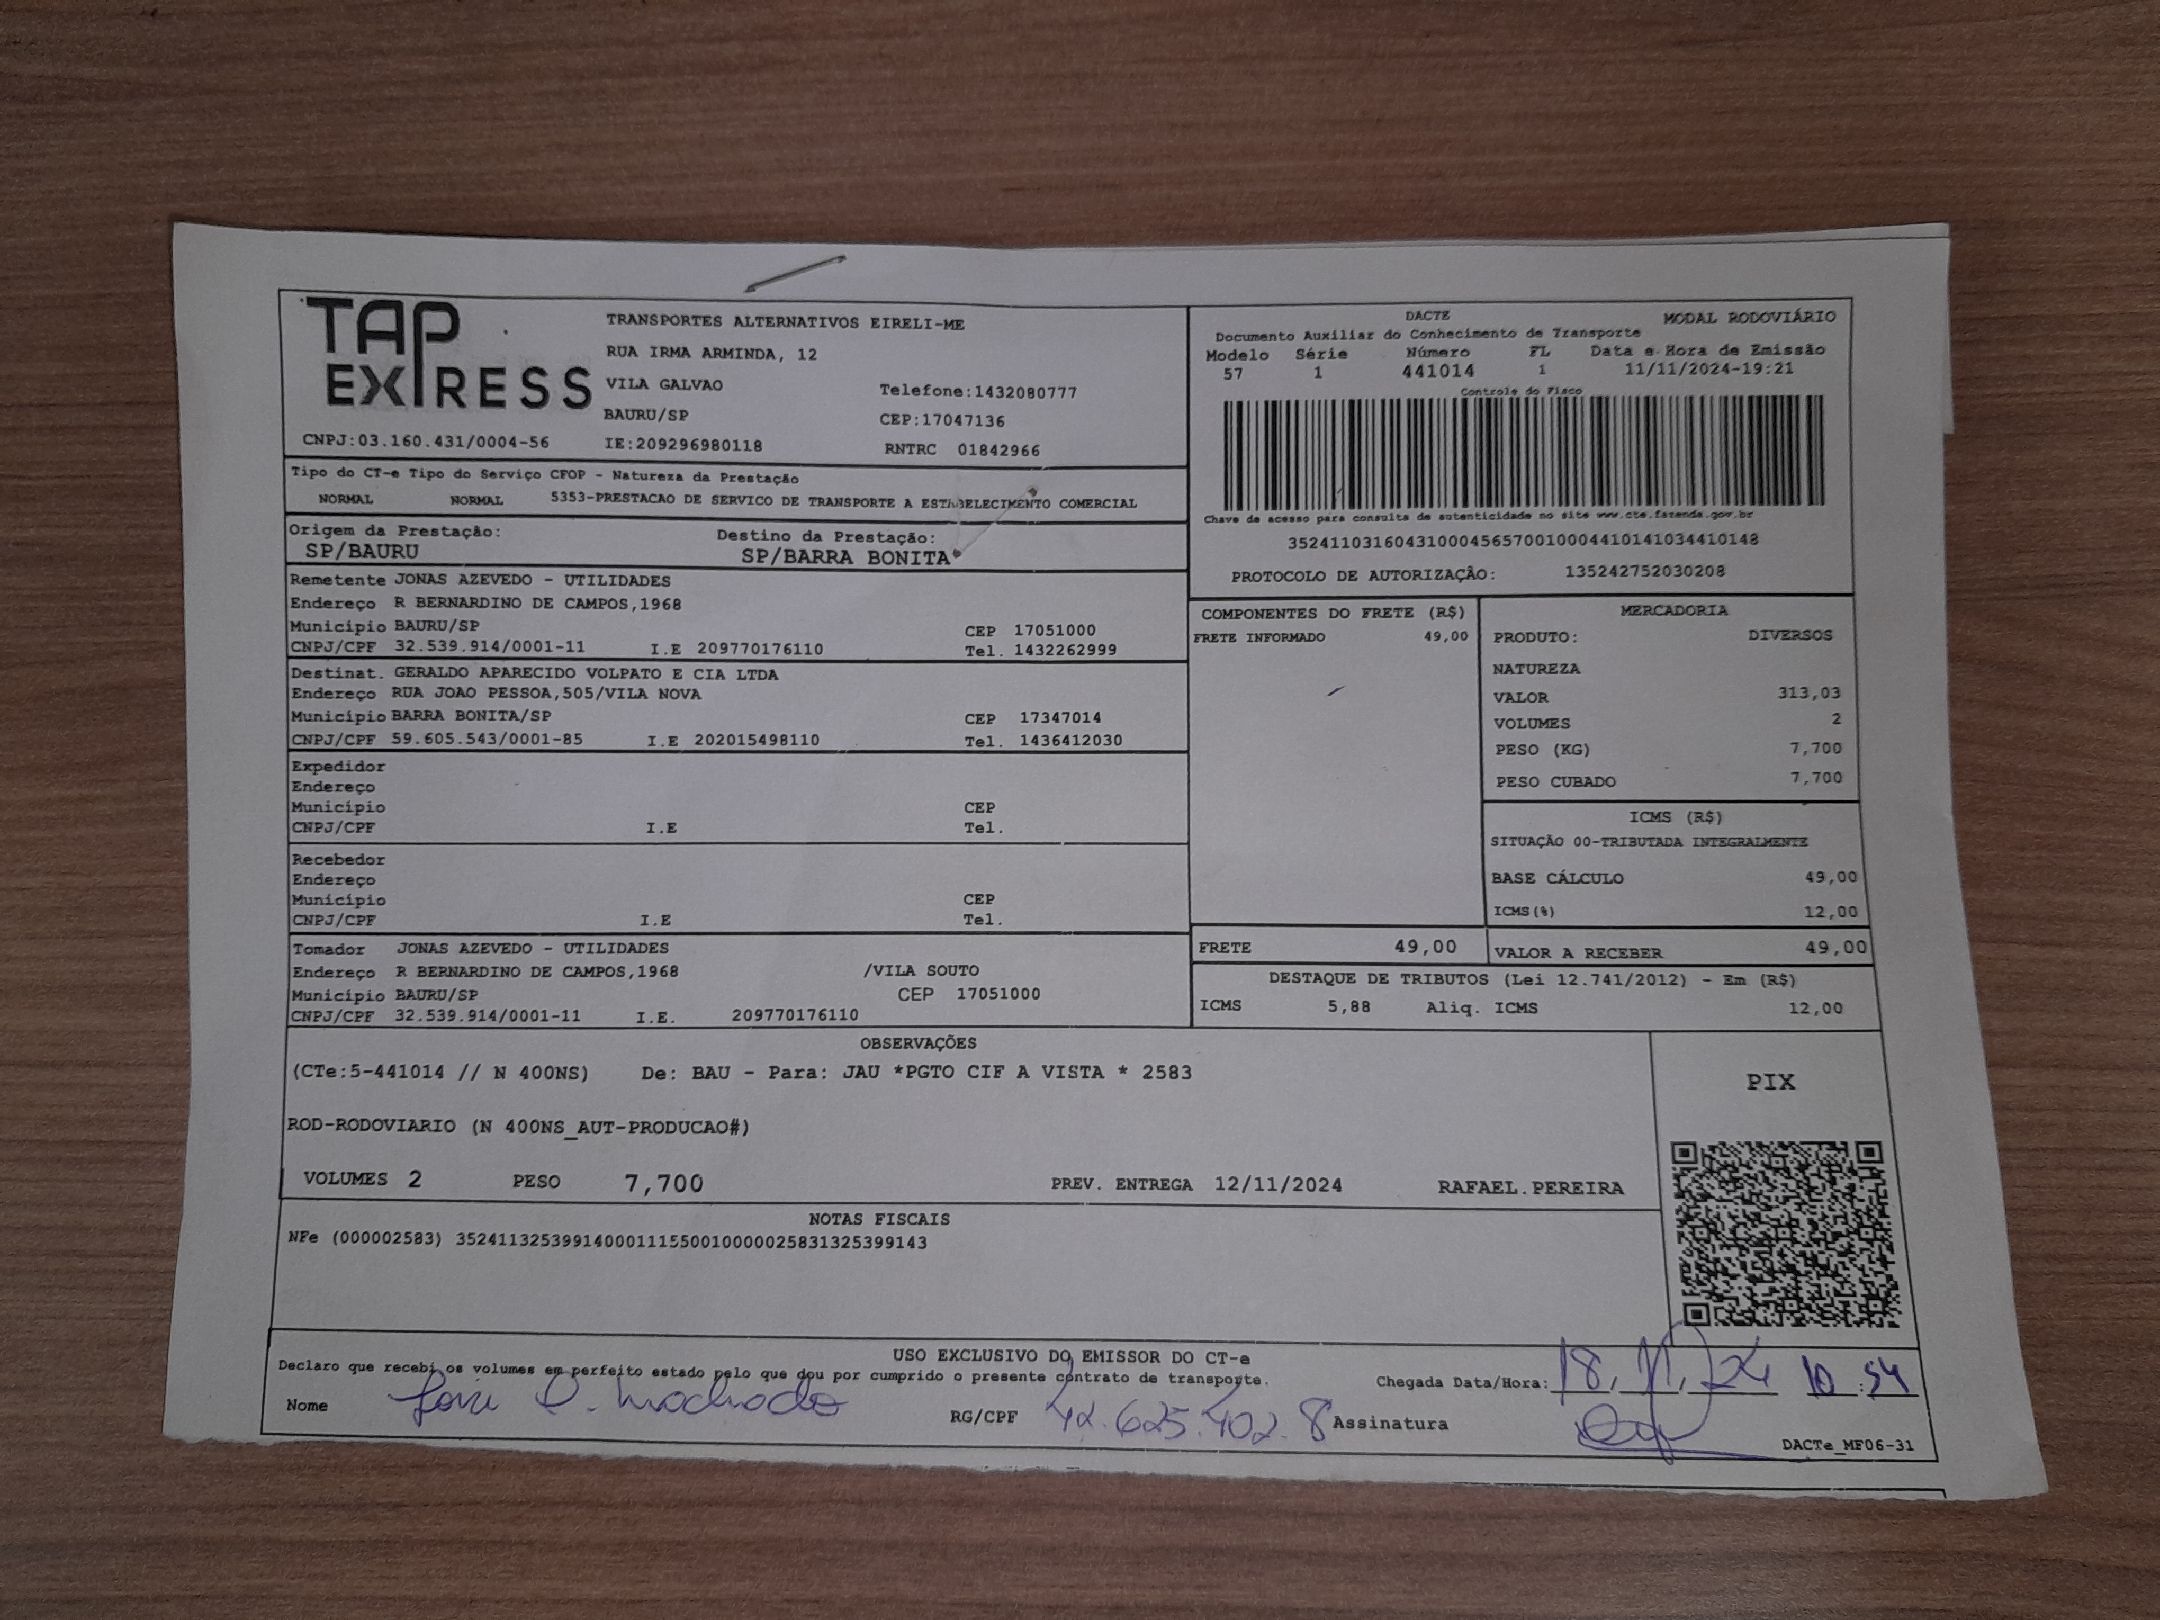 TAP EXPRESS
TRANSPORTES ALTERNATIVOS EIRELI-ME
RUA IRMA ARMINDA, 12
VILA GALVAO Telefone:1432080777
BAURU/SP CEP:17047136
CNPJ:03.160.431/0004-56 IE:209296980118 RNTRC 01842966
DACTE MODAL RODOVIÁRIO
Documento Auxiliar do Conhecimento de Transporte
Modelo Série Número FL Data e Hora de Emissão
57 1 441014 1 11/11/2024-19:21
Controle do Fisco
Chave de acesso para consulta de autenticidade no site www.cte.fazenda.gov.br
35241103160431000456570010004410141034410148
PROTOCOLO DE AUTORIZAÇÂO: 135242752030208
Tipo do CT-e Tipo do Serviço CFOP - Natureza da Prestação
NORMAL NORMAL 5353-PRESTACAO DE SERVICO DE TRANSPORTE A ESTABELECIMENTO COMERCIAL
Origem da Prestação: Destino da Prestação:
SP/BAURU SP/BARRA BONITA
Remetente JONAS AZEVEDO - UTILIDADES
Endereço R BERNARDINO DE CAMPOS,1968
Município BAURU/SP CEP 17051000
CNPJ/CPF 32.539.914/0001-11 I.E 209770176110 Tel. 1432262999
Destinat. GERALDO APARECIDO VOLPATO E CIA LTDA
Endereço RUA JOAO PESSOA,505/VILA NOVA
Município BARRA BONITA/SP CEP 17347014
CNPJ/CPF 59.605.543/0001-85 I.E 202015498110 Tel. 1436412030
Expedidor
Endereço
Município CEP
CNPJ/CPF I.E Tel.
Recebedor
Endereço
Município CEP
CNPJ/CPF I.E Tel.
Tomador JONAS AZEVEDO - UTILIDADES
Endereço R BERNARDINO DE CAMPOS,1968 /VILA SOUTO
Município BAURU/SP CEP 17051000
CNPJ/CPF 32.539.914/0001-11 I.E. 209770176110
COMPONENTES DO FRETE (R$)
FRETE INFORMADO 49,00
MERCADORIA
PRODUTO: DIVERSOS
NATUREZA
VALOR 313,03
VOLUMES 2
PESO (KG) 7,700
PESO CUBADO 7,700
ICMS (R$)
SITUAÇÃO 00-TRIBUTADA INTEGRALMENTE
BASE CÁLCULO 49,00
ICMS(%) 12,00
FRETE 49,00 VALOR A RECEBER 49,00
DESTAQUE DE TRIBUTOS (Lei 12.741/2012) - Em (R$)
ICMS 5,88 Aliq. ICMS 12,00
OBSERVAÇÕES
(CTe:5-441014 // N 400NS) De: BAU - Para: JAU *PGTO CIF A VISTA * 2583
ROD-RODOVIARIO (N 400NS_AUT-PRODUCAO#)
VOLUMES 2 PESO 7,700 PREV. ENTREGA 12/11/2024 RAFAEL.PEREIRA
PIX
NOTAS FISCAIS
NFe (000002583) 35241132539914000111550010000025831325399143
USO EXCLUSIVO DO EMISSOR DO CT-e
Declaro que recebi os volumes em perfeito estado pelo que dou por cumprido o presente contrato de transporte.
Chegada Data/Hora: 18,11,24 10:54
Nome D. Machado RG/CPF 42.625.402.8 Assinatura
DACTe_MF06-31